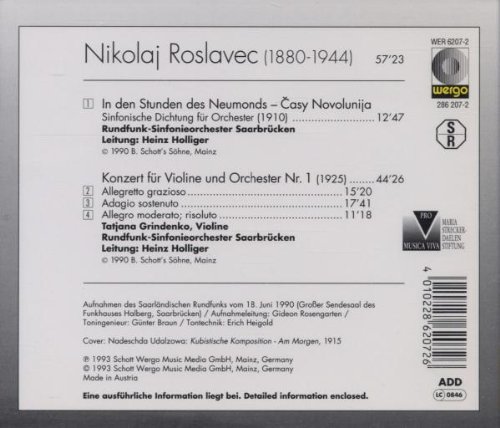 Nikolaj Roslavec (1880-1944) 57'23
WER 6207-2
wergo
286 207-2
S
R
1 In den Stunden des Neumonds – Časy Novolunija
Sinfonische Dichtung für Orchester (1910) 12'47
Rundfunk-Sinfonieorchester Saarbrücken
Leitung: Heinz Holliger
© 1990 B. Schott's Söhne, Mainz
Konzert für Violine und Orchester Nr. 1 (1925) 44'26
2 Allegretto grazioso 15'20
3 Adagio sostenuto 17'41
4 Allegro moderato; risoluto 11'18
Tatjana Grindenko, Violine
Rundfunk-Sinfonieorchester Saarbrücken
Leitung: Heinz Holliger
© 1990 B. Schott's Söhne, Mainz
PRO
MUSICA VIVA
MARIA
STRECKER-
DAELEN
STIFTUNG
4 010228 620726
Aufnahmen des Saarländischen Rundfunks vom 18. Juni 1990 (Großer Sendesaal des
Funkhauses Halberg, Saarbrücken) / Aufnahmeleitung: Gideon Rosengarten /
Toningenieur: Günter Braun / Tontechnik: Erich Heigold
Cover: Nadeschda Udalzowa: Kubistische Komposition - Am Morgen, 1915
℗ 1993 Schott Wergo Music Media GmbH, Mainz, Germany
© 1993 Schott Wergo Music Media GmbH, Mainz, Germany
Made in Austria
Eine ausführliche Information liegt bei. Detailed information enclosed.
ADD
LC 0846